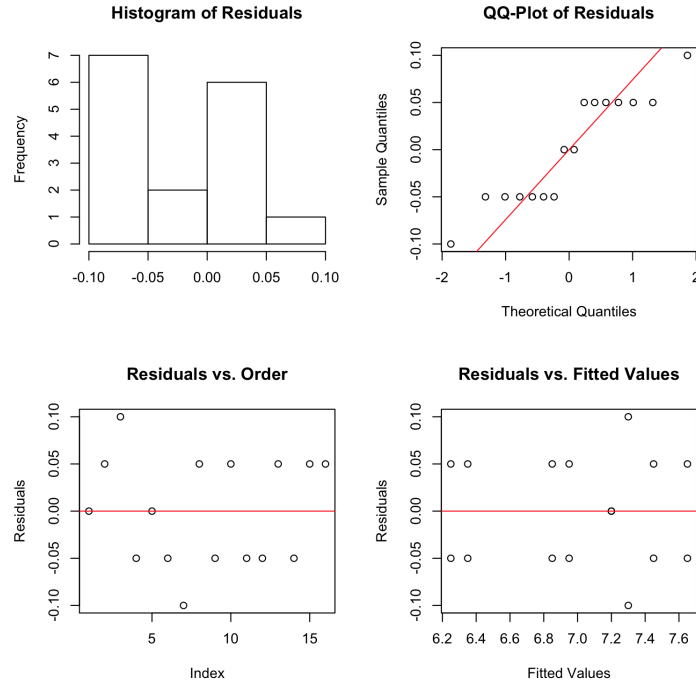 Histogram of Residuals
Frequency
0 1 2 3 4 5 6 7
-0.10 -0.05 0.00 0.05 0.10
QQ-Plot of Residuals
Sample Quantiles
-0.10 -0.05 0.00 0.05 0.10
-2 -1 0 1 2
Theoretical Quantiles
Residuals vs. Order
Residuals
-0.10 -0.05 0.00 0.05 0.10
5 10 15
Index
Residuals vs. Fitted Values
Residuals
-0.10 -0.05 0.00 0.05 0.10
6.2 6.4 6.6 6.8 7.0 7.2 7.4 7.6
Fitted Values